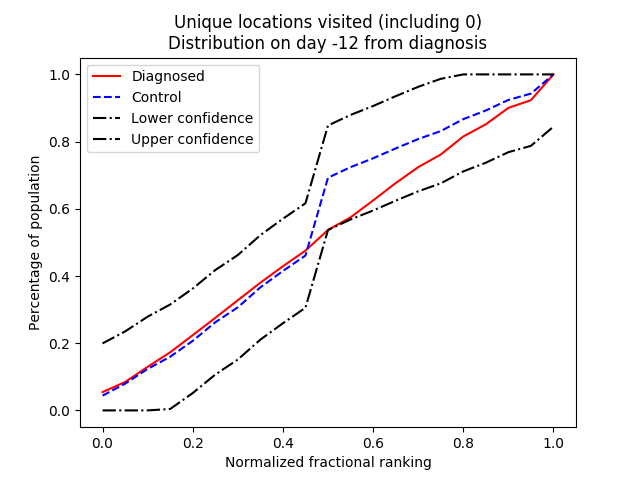 Unique locations visited (including 0)
Distribution on day -12 from diagnosis
Diagnosed
Control
Lower confidence
Upper confidence
Percentage of population
1.0
0.8
0.6
0.4
0.2
0.0
0.0 0.2 0.4 0.6 0.8 1.0
Normalized fractional ranking